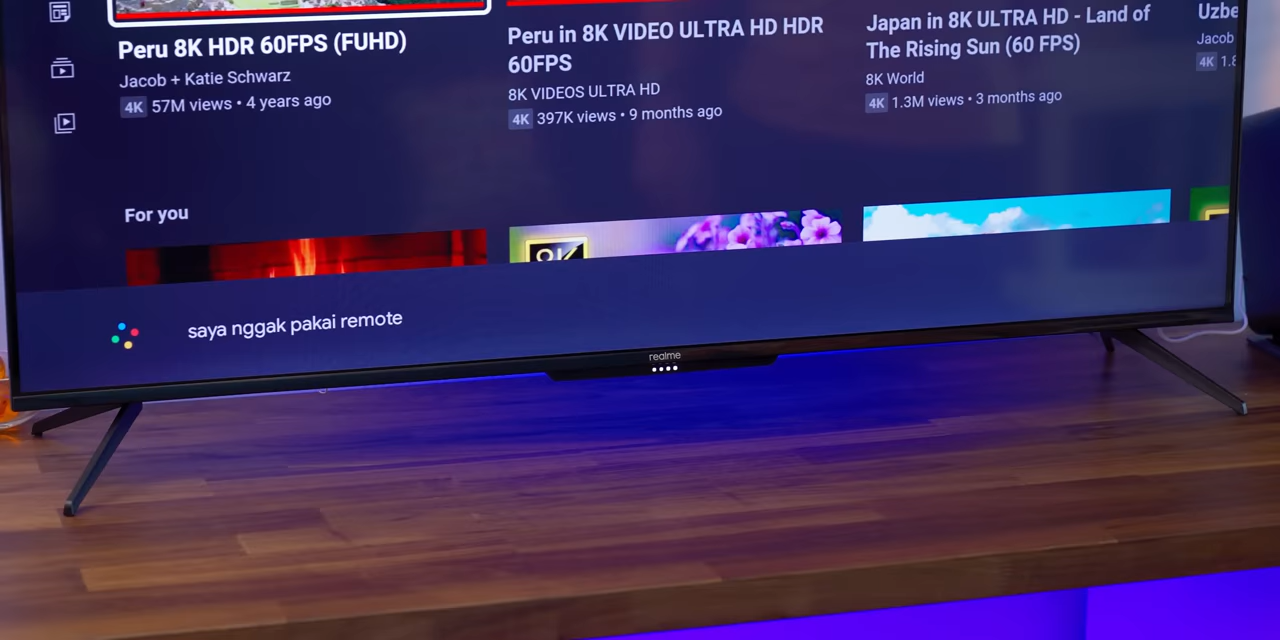 Peru 8K HDR 60FPS (FUHD)
Jacob + Katie Schwarz
4K 57M views • 4 years ago
Peru in 8K VIDEO ULTRA HD HDR
60FPS
8K VIDEOS ULTRA HD
4K 397K views • 9 months ago
Japan in 8K ULTRA HD - Land of
The Rising Sun (60 FPS)
8K World
4K 1.3M views • 3 months ago
Jacob
4K
For you
saya nggak pakai remote
realme